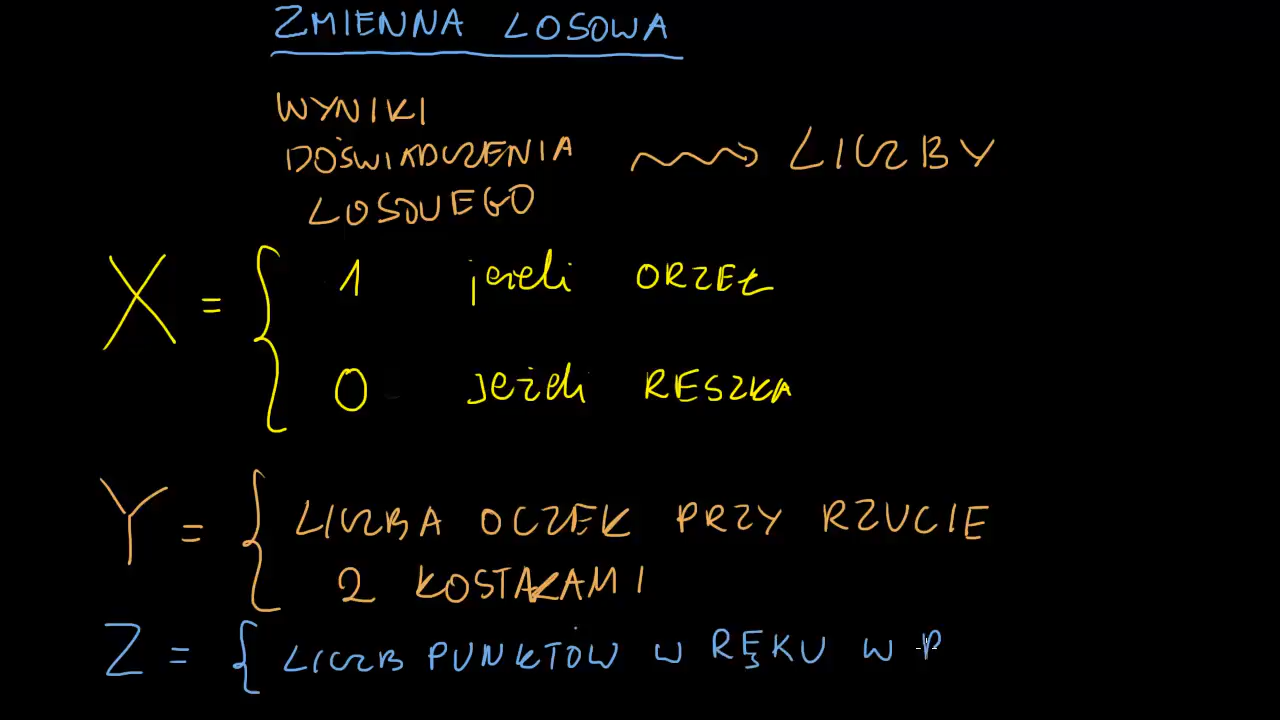 ZMIENNA LOSOWA
WYNIKI
DOŚWIADCZENIA ⇝ LICZBY
LOSOWEGO
X = { 1 jezeli ORZEŁ
0 jeżeli RESZKA
Y = { LICZBA OCZEK PRZY RZUCIE
2 KOSTKAMI
Z = { LICZB PUNKTÓW W RĘKU W